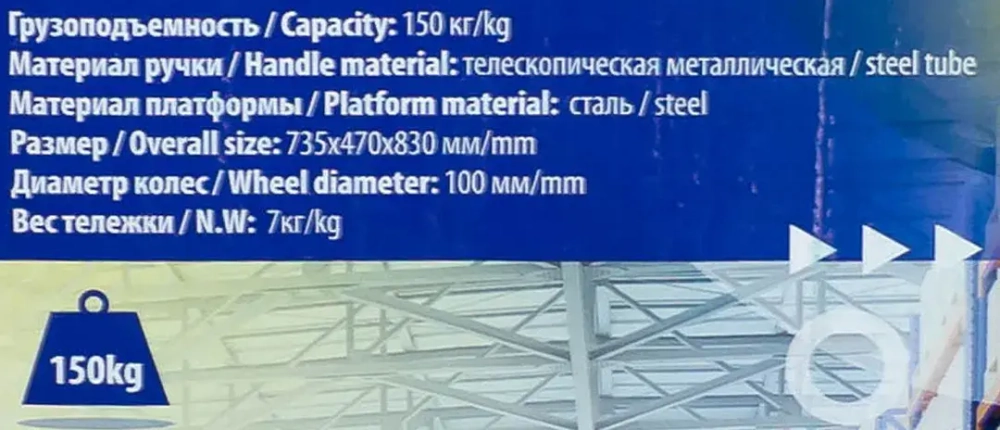 Грузоподъемность / Capacity: 150 кг/kg
Материал ручки / Handle material: телескопическая металлическая / steel tube
Материал платформы / Platform material: сталь / steel
Размер / Overall size: 735x470x830 мм/mm
Диаметр колес / Wheel diameter: 100 мм/mm
Вес тележки / N.W: 7кг/kg
150kg